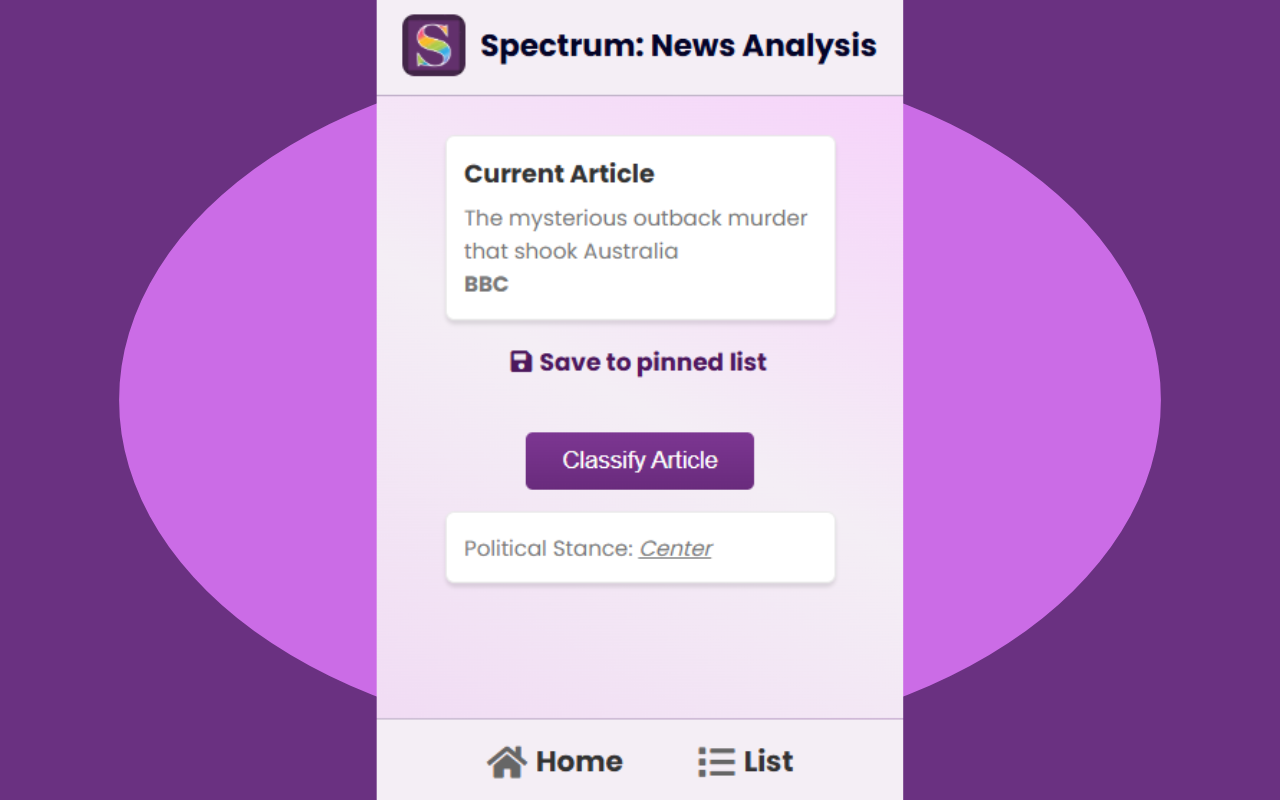 S Spectrum: News Analysis
Current Article
The mysterious outback murder
that shook Australia
BBC
Save to pinned list
Classify Article
Political Stance: Center
Home List